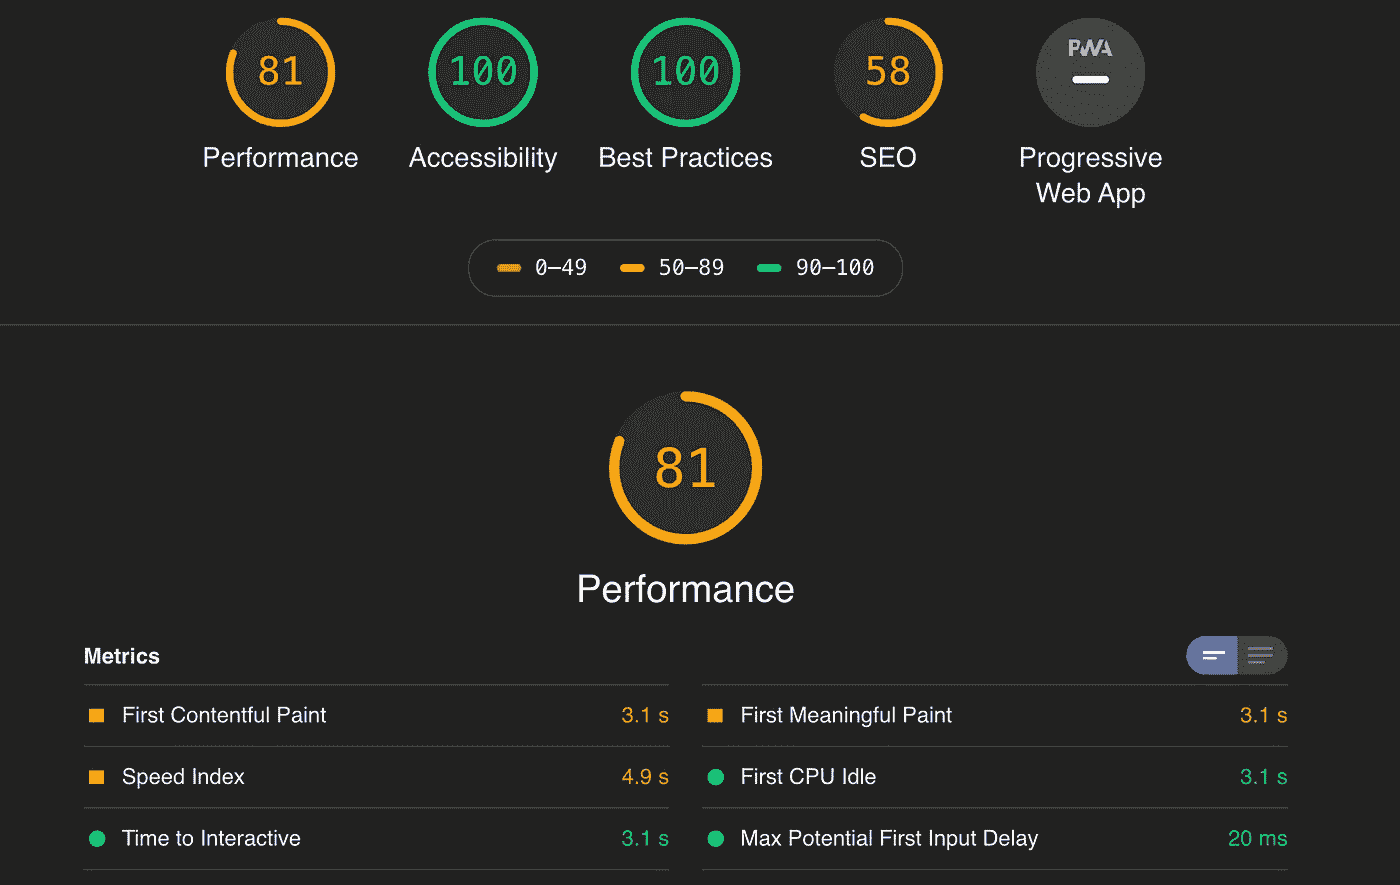 81
100
100
58
PWA
Performance
Accessibility
Best Practices
SEO
Progressive
Web App
0–49
50–89
90–100
81
Performance
Metrics
First Contentful Paint 3.1 s
First Meaningful Paint 3.1 s
Speed Index 4.9 s
First CPU Idle 3.1 s
Time to Interactive 3.1 s
Max Potential First Input Delay 20 ms